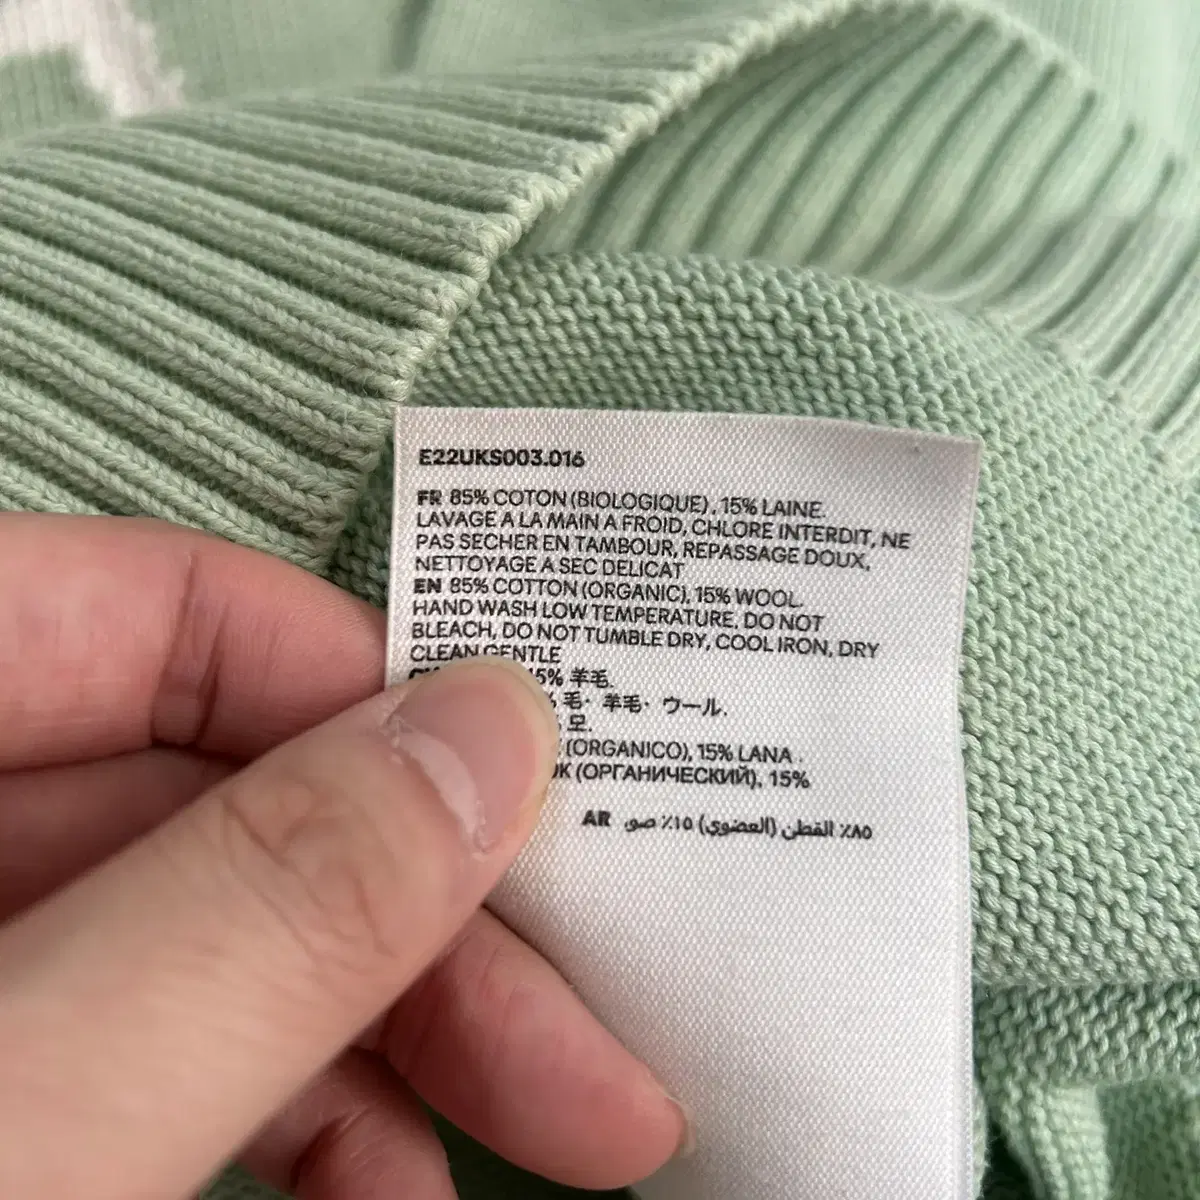 E22UKS003.016
FR 85% COTON (BIOLOGIQUE), 15% LAINE.
LAVAGE A LA MAIN A FROID, CHLORE INTERDIT, NE
PAS SECHER EN TAMBOUR, REPASSAGE DOUX,
NETTOYAGE A SEC DELICAT
EN 85% COTTON (ORGANIC), 15% WOOL.
HAND WASH LOW TEMPERATURE, DO NOT
BLEACH, DO NOT TUMBLE DRY, COOL IRON, DRY
CLEAN GENTLE
15% 羊毛.
% 毛· 羊毛· ウール.
% 모.
(ORGANICO), 15% LANA .
(ОРГАНИЧЕСКИЙ), 15%
AR ٨٥٪ القطن (العضوي) ١٥٪ صو